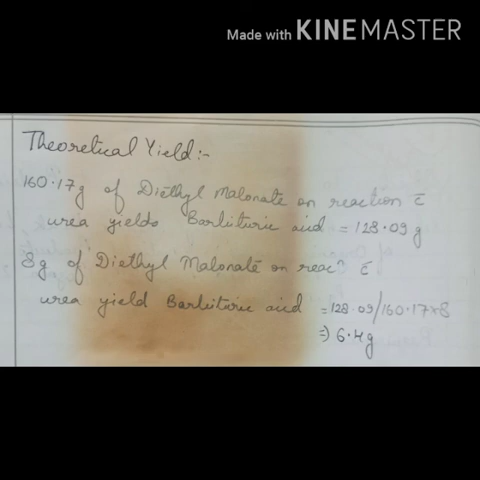 Made with KINEMASTER
Theoretical Yield:-
160.17g of Diethyl Malonate on reaction c̄
urea yields Barbituric acid = 128.09 g
8g of Diethyl Malonate on reacⁿ c̄
urea yield Barbituric acid = 128.09/160.17×8
⇒ 6.4g